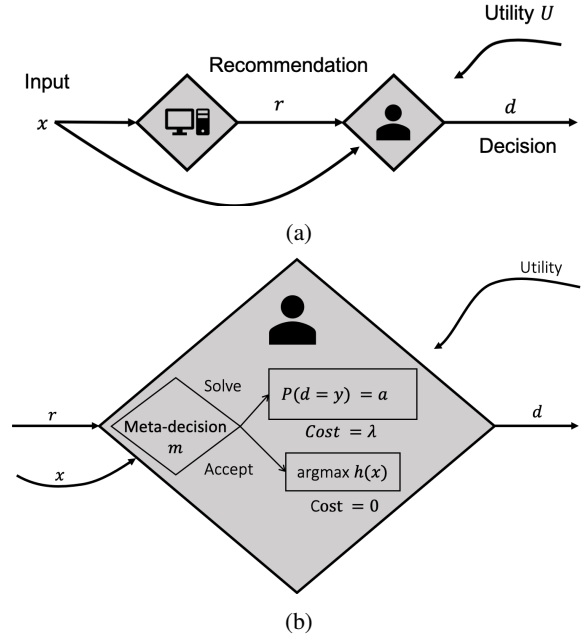 Utility U
Recommendation
Input
x
r
d
Decision
(a)
Utility
Solve
P(d = y) = a
r
Meta-decision
m
Cost = λ
d
x
Accept
argmax h(x)
Cost = 0
(b)